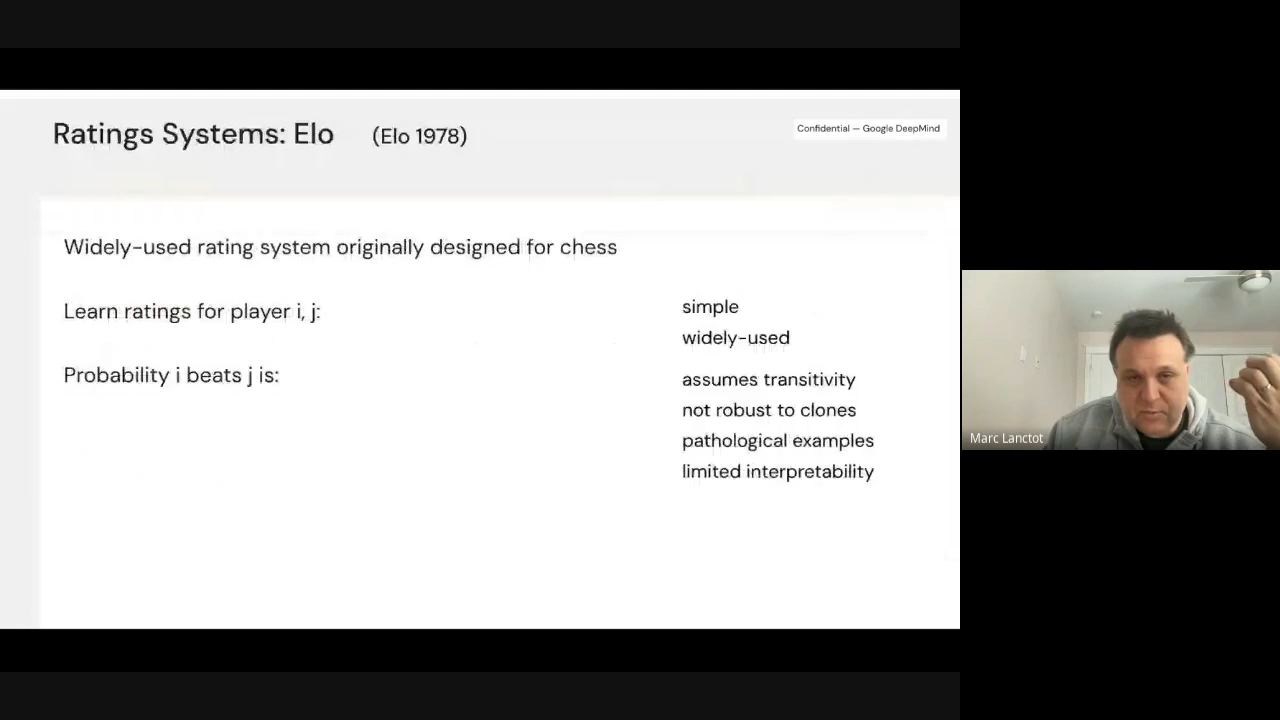 Ratings Systems: Elo (Elo 1978)
Confidential — Google DeepMind
Widely-used rating system originally designed for chess
Learn ratings for player i, j:
Probability i beats j is:
simple
widely-used
assumes transitivity
not robust to clones
pathological examples
limited interpretability
Marc Lanctot